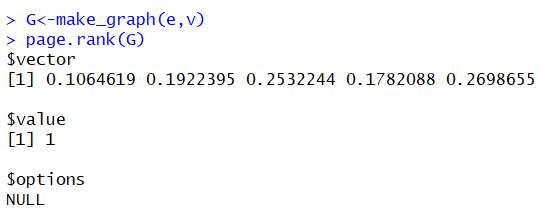 > G<-make_graph(e,v)
> page.rank(G)
$vector
[1] 0.1064619 0.1922395 0.2532244 0.1782088 0.2698655
$value
[1] 1
$options
NULL